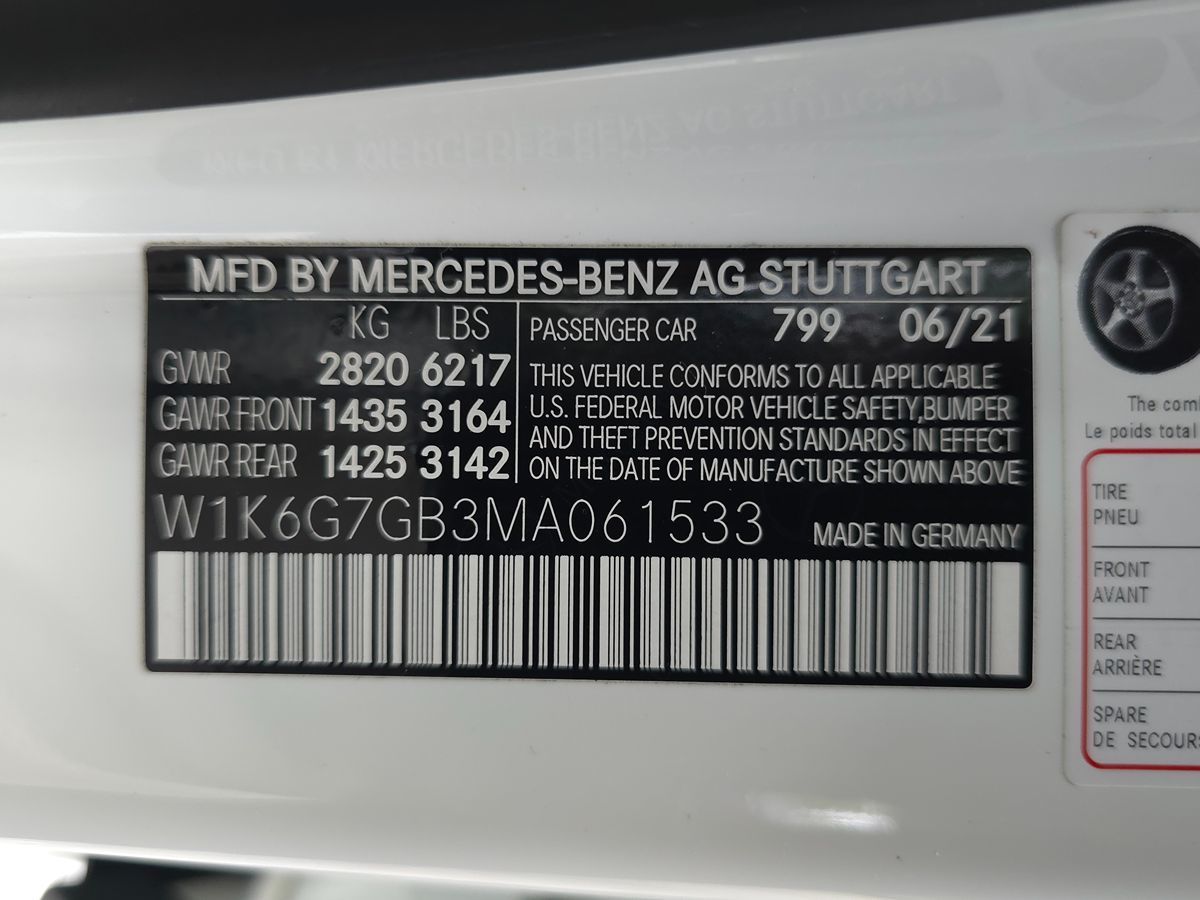 MFD BY MERCEDES-BENZ AG STUTTGART
KG LBS
GVWR 2820 6217
GAWR FRONT 1435 3164
GAWR REAR 1425 3142
PASSENGER CAR 799 06/21
THIS VEHICLE CONFORMS TO ALL APPLICABLE
U.S. FEDERAL MOTOR VEHICLE SAFETY,BUMPER
AND THEFT PREVENTION STANDARDS IN EFFECT
ON THE DATE OF MANUFACTURE SHOWN ABOVE
W1K6G7GB3MA061533 MADE IN GERMANY
The
Le poids total
TIRE
PNEU
FRONT
AVANT
REAR
ARRIÈRE
SPARE
DE SECOURS